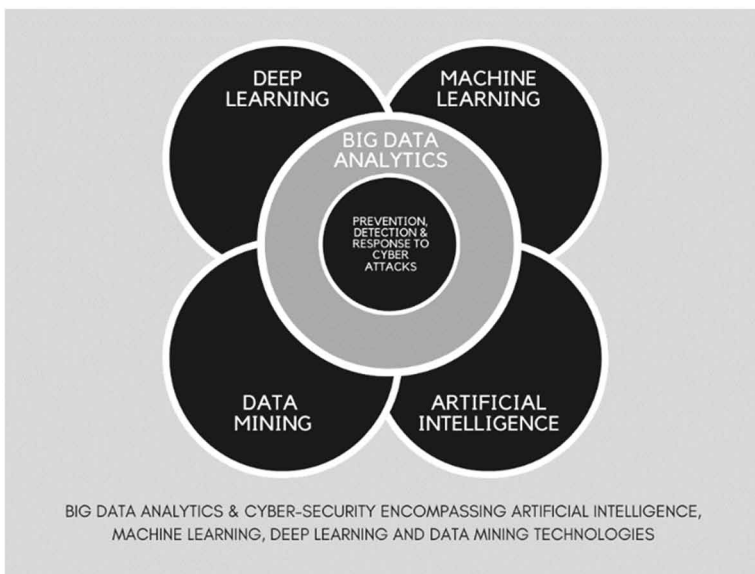 DEEP
LEARNING
MACHINE
LEARNING
BIG DATA
ANALYTICS
PREVENTION,
DETECTION &
RESPONSE TO
CYBER
ATTACKS
DATA
MINING
ARTIFICIAL
INTELLIGENCE
BIG DATA ANALYTICS & CYBER-SECURITY ENCOMPASSING ARTIFICIAL INTELLIGENCE,
MACHINE LEARNING, DEEP LEARNING AND DATA MINING TECHNOLOGIES